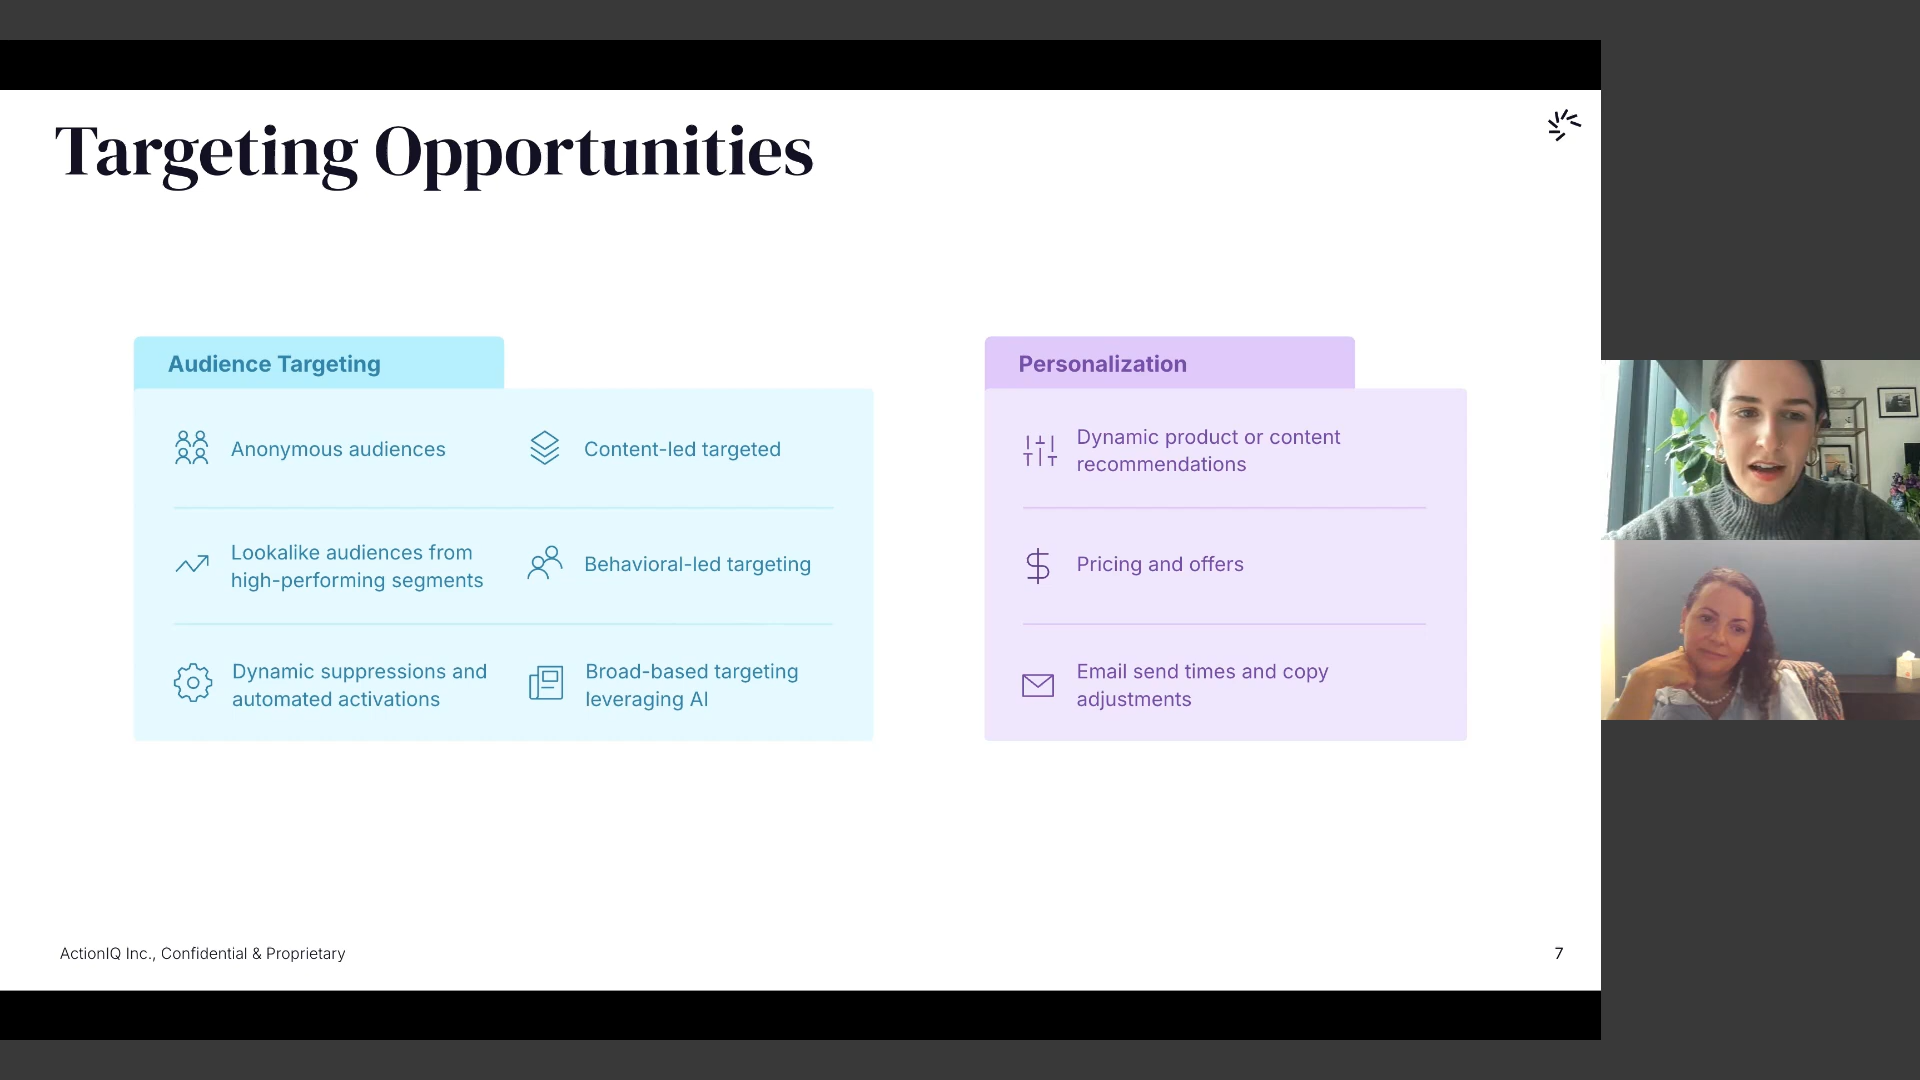 Targeting Opportunities
Audience Targeting
Anonymous audiences
Content-led targeted
Lookalike audiences from
high-performing segments
Behavioral-led targeting
Dynamic suppressions and
automated activations
Broad-based targeting
leveraging AI
Personalization
Dynamic product or content
recommendations
Pricing and offers
Email send times and copy
adjustments
ActionIQ Inc., Confidential & Proprietary
7